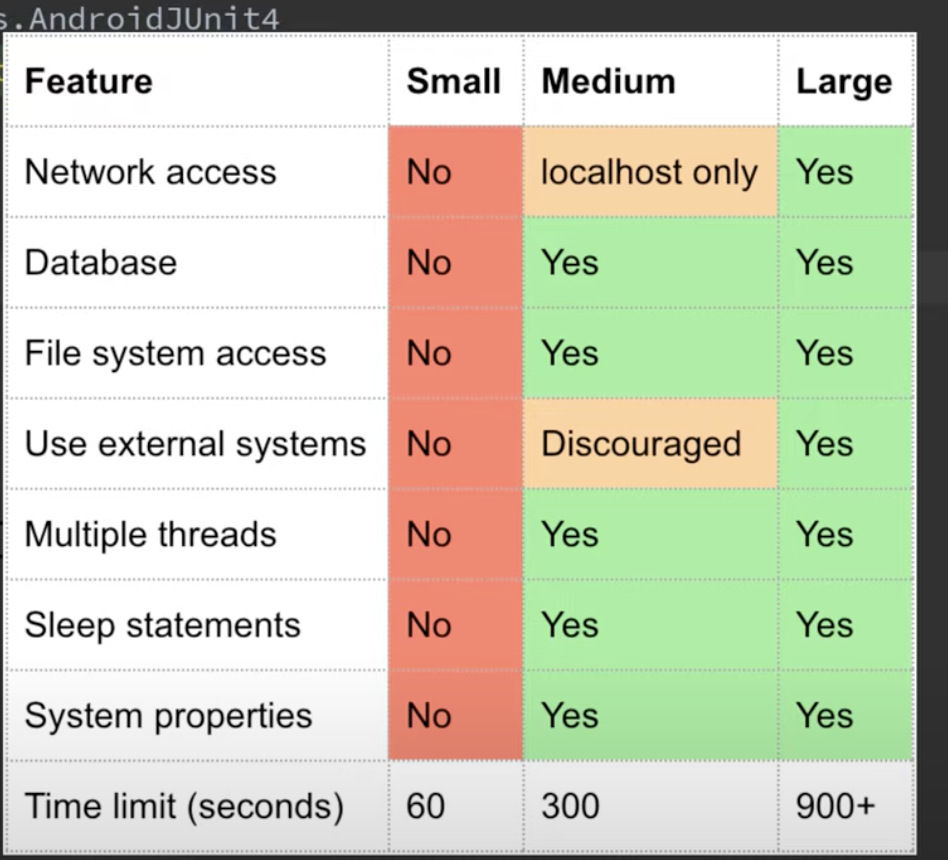 s.AndroidJUnit4
Feature Small Medium Large
Network access No localhost only Yes
Database No Yes Yes
File system access No Yes Yes
Use external systems No Discouraged Yes
Multiple threads No Yes Yes
Sleep statements No Yes Yes
System properties No Yes Yes
Time limit (seconds) 60 300 900+